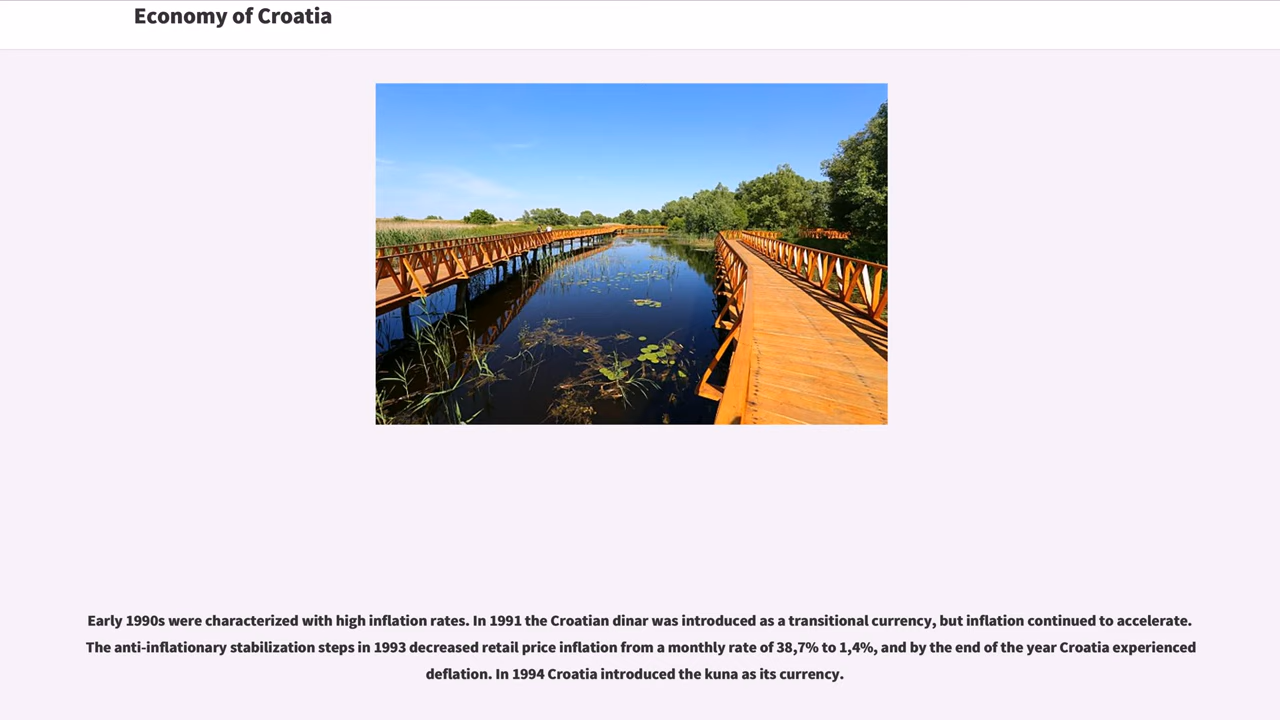 Economy of Croatia
Early 1990s were characterized with high inflation rates. In 1991 the Croatian dinar was introduced as a transitional currency, but inflation continued to accelerate.
The anti-inflationary stabilization steps in 1993 decreased retail price inflation from a monthly rate of 38,7% to 1,4%, and by the end of the year Croatia experienced
deflation. In 1994 Croatia introduced the kuna as its currency.